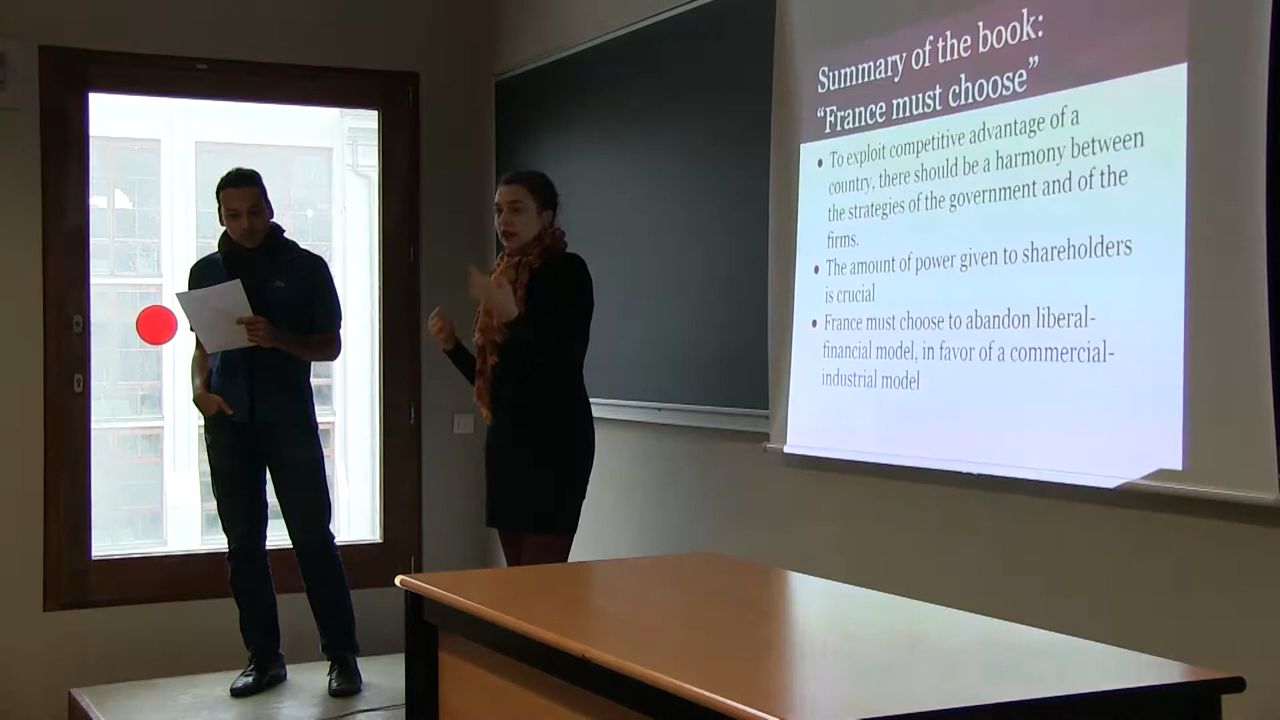 Summary of the book:
“France must choose”
• To exploit competitive advantage of a
country, there should be a harmony between
the strategies of the government and of the
firms.
• The amount of power given to shareholders
is crucial
• France must choose to abandon liberal-
financial model, in favor of a commercial-
industrial model